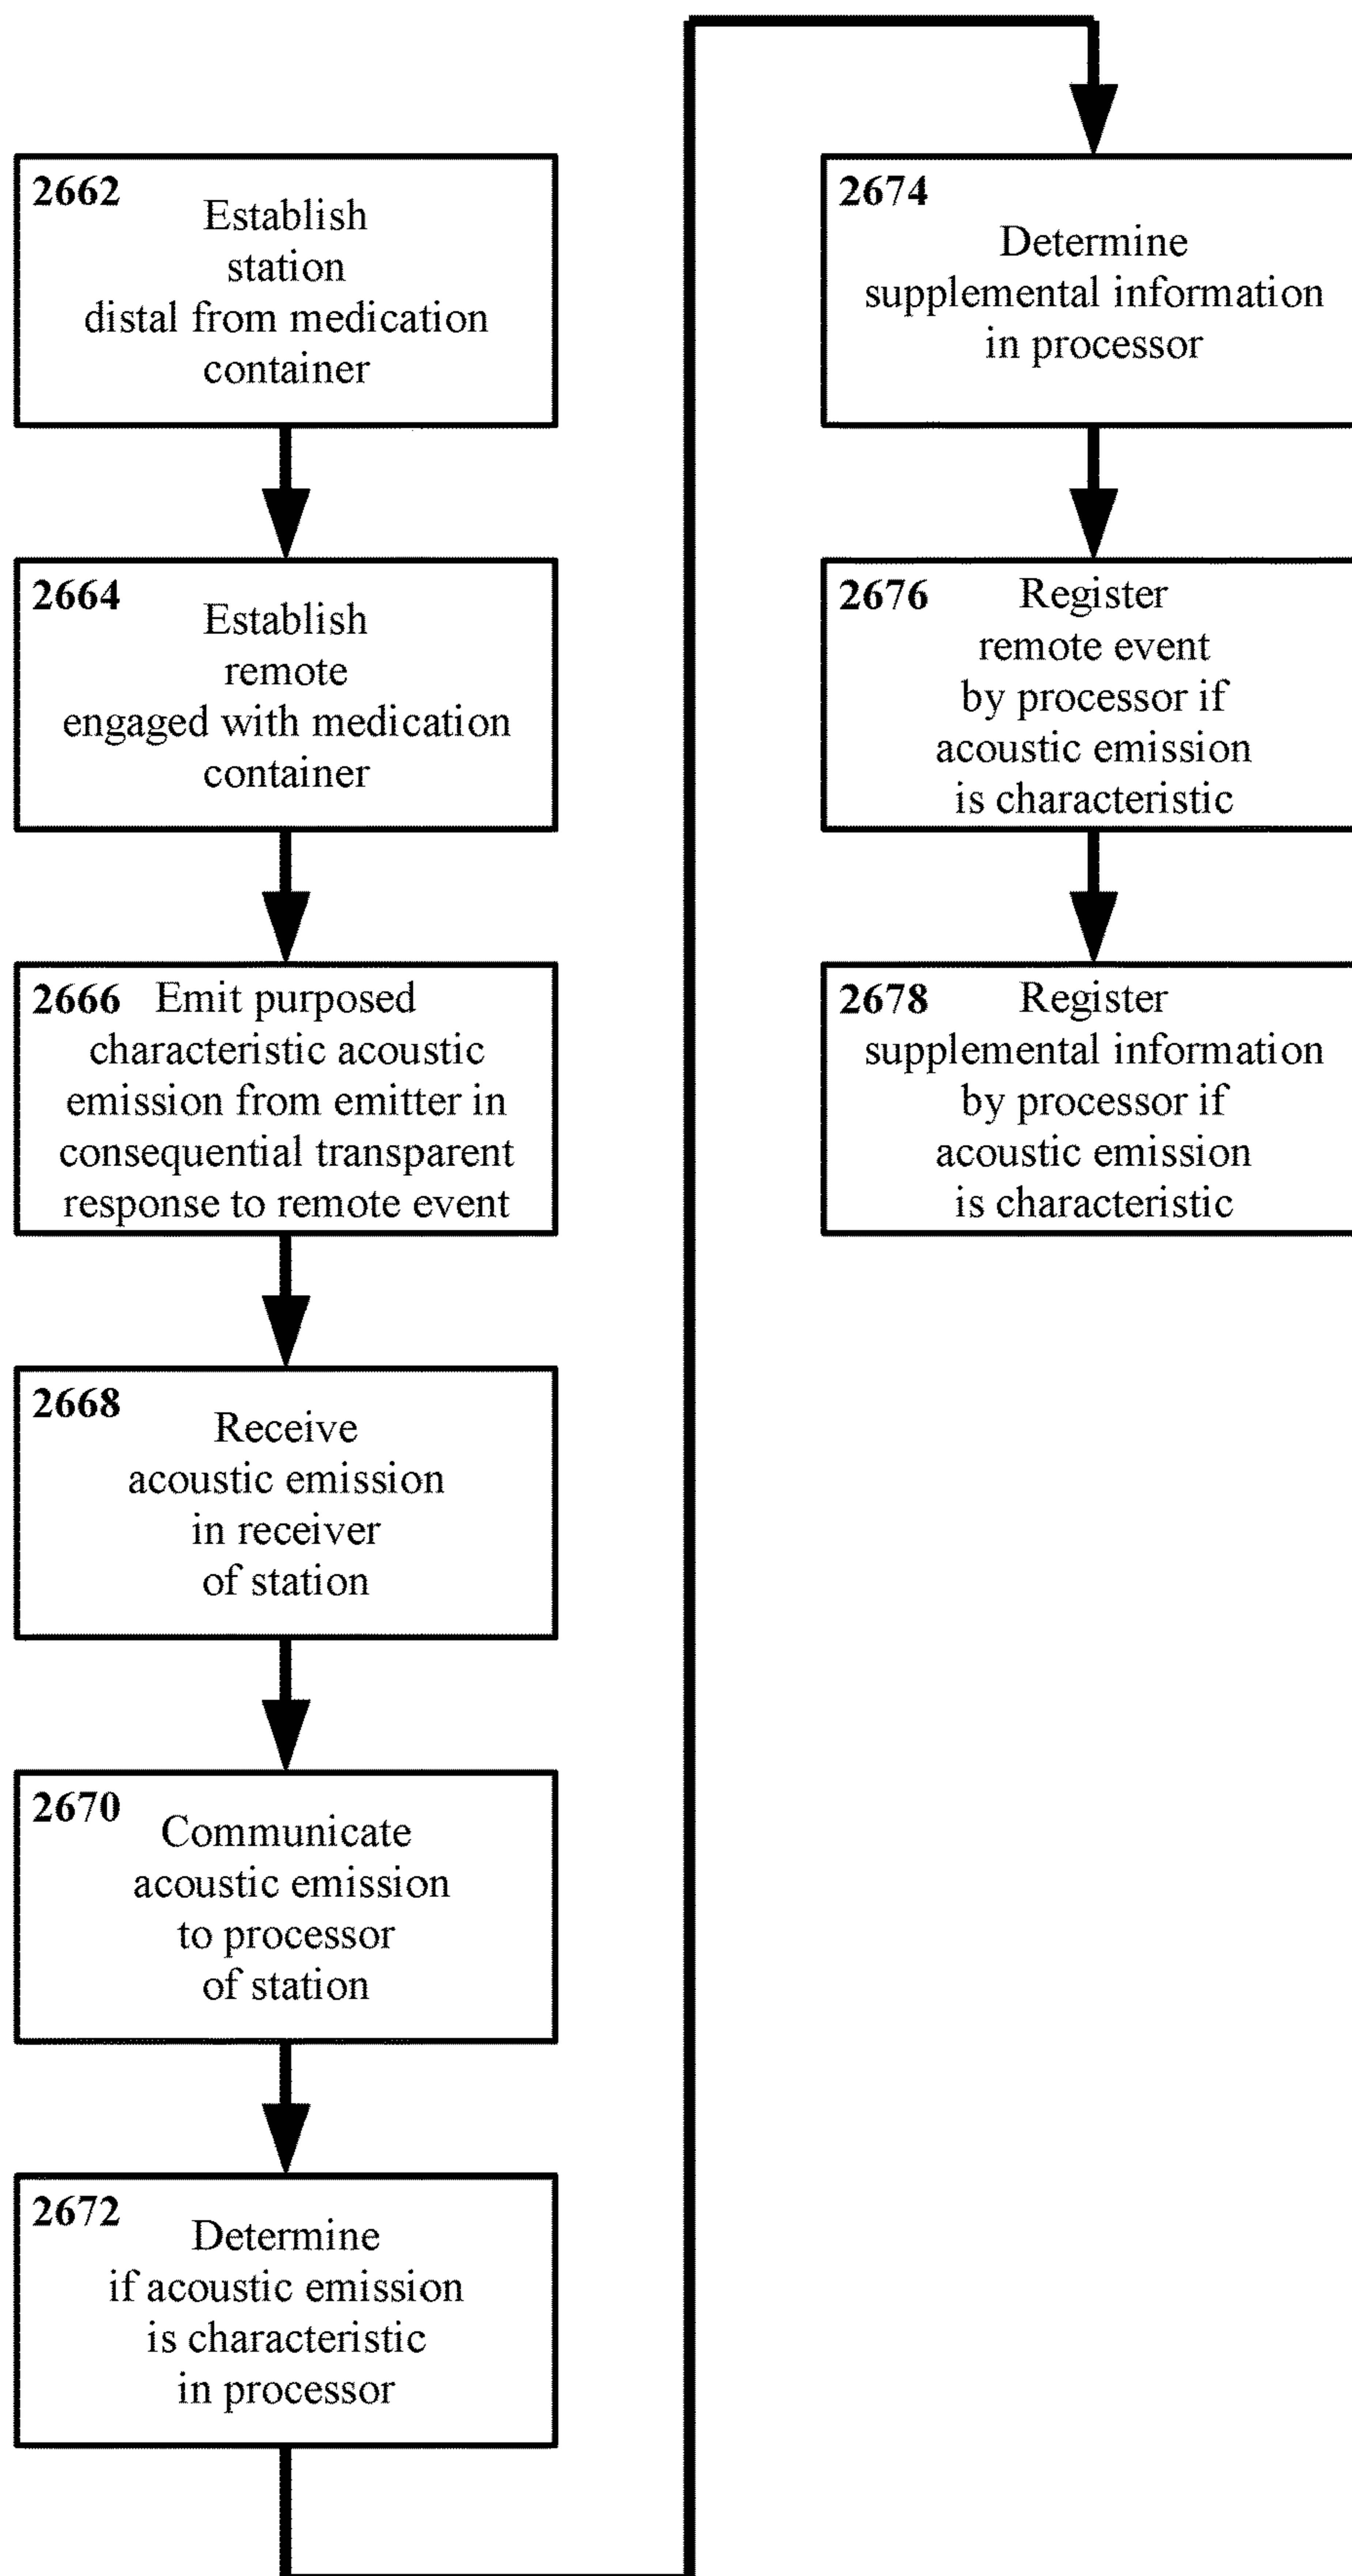 2662
Establish
station
distal from medication
container
2664
Establish
remote
engaged with medication
container
2666 Emit purposed
characteristic acoustic
emission from emitter in
consequential transparent
response to remote event
2668
Receive
acoustic emission
in receiver
of station
2670
Communicate
acoustic emission
to processor
of station
2672
Determine
if acoustic emission
is characteristic
in processor
2674
Determine
supplemental information
in processor
2676 Register
remote event
by processor if
acoustic emission
is characteristic
2678 Register
supplemental information
by processor if
acoustic emission
is characteristic